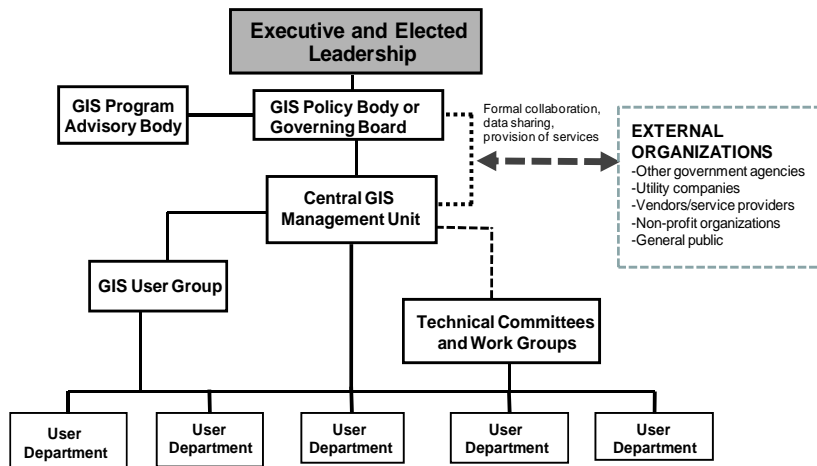 Executive and Elected
Leadership
GIS Program
Advisory Body
GIS Policy Body or
Governing Board
Formal collaboration,
data sharing,
provision of services
EXTERNAL
ORGANIZATIONS
-Other government agencies
-Utility companies
-Vendors/service providers
-Non-profit organizations
-General public
Central GIS
Management Unit
GIS User Group
Technical Committees
and Work Groups
User
Department
User
Department
User
Department
User
Department
User
Department